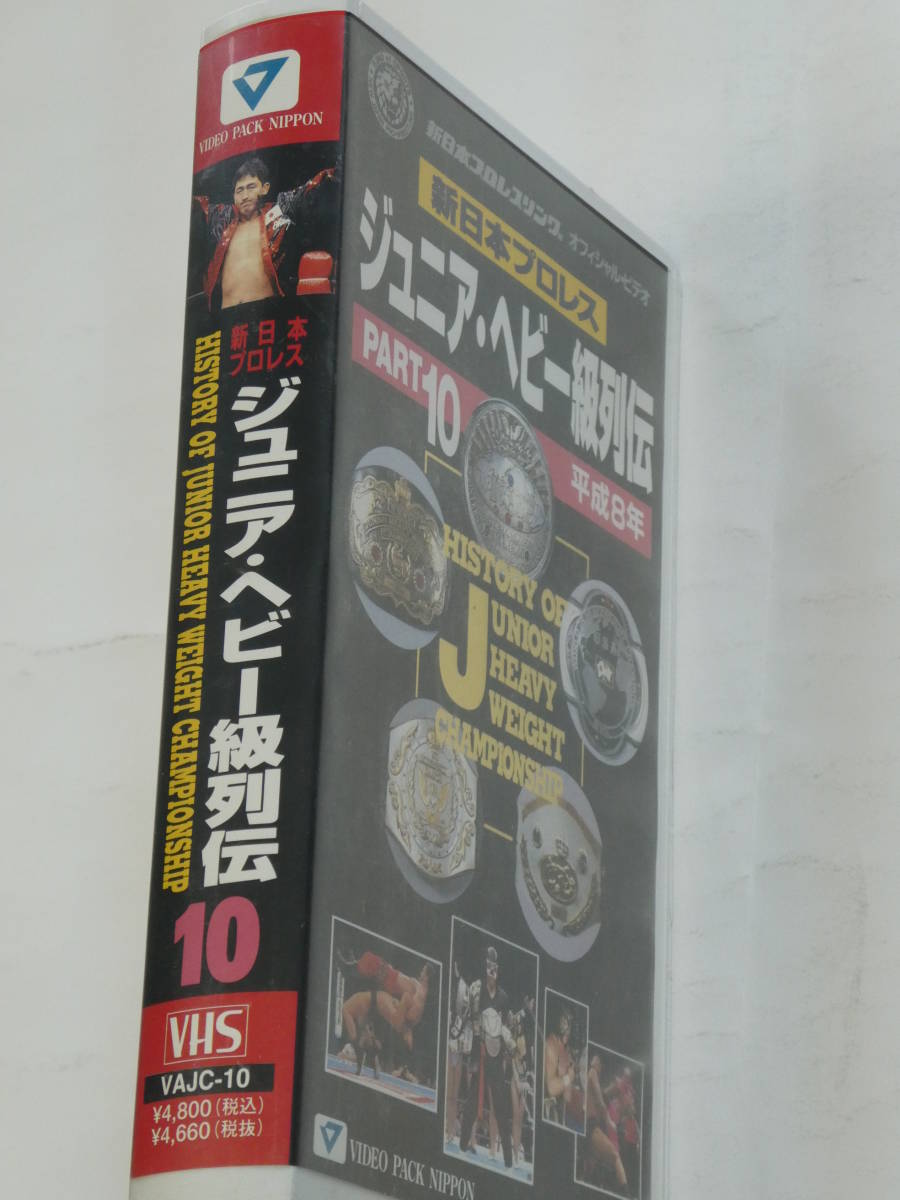 VIDEO PACK NIPPON
新日本
プロレス
ジュニア・ヘビー級列伝
HISTORY OF JUNIOR HEAVY WEIGHT CHAMPIONSHIP
10
VHS
VAJC-10
¥4,800(税込)
¥4,660(税抜)
新日本プロレスリング。オフィシャル・ビデオ
新日本プロレス
ジュニア・ヘビー級列伝
PART 10
平成8年
HISTORY OF
JUNIOR
HEAVY
WEIGHT
CHAMPIONSHIP
VIDEO PACK NIPPON